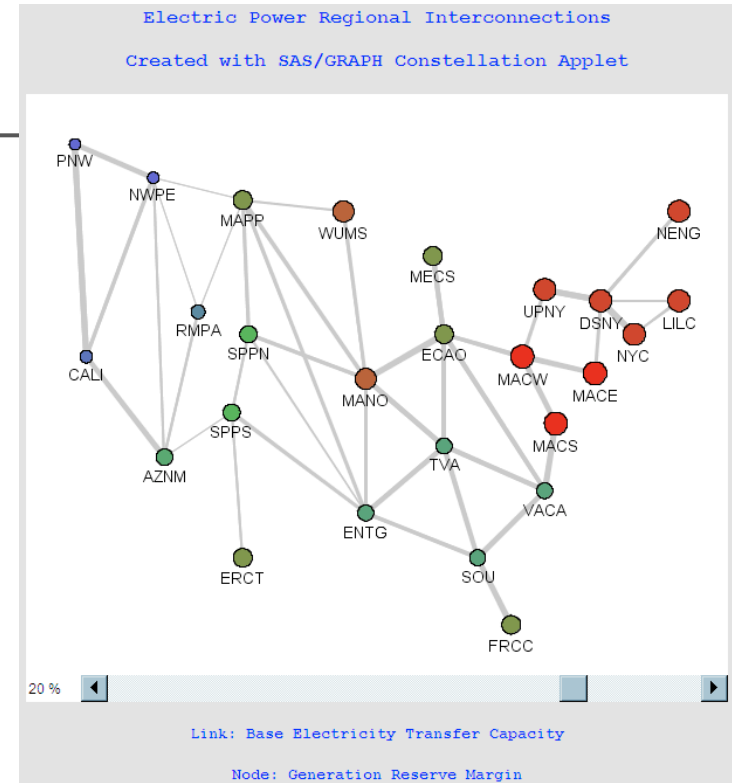 Electric Power Regional Interconnections
Created with SAS/GRAPH Constellation Applet
PNW
NWPE
MAPP
WUMS
NENG
MECS
UPNY
DSNY
LILC
RMPA
SPPN
ECAO
NYC
CALI
MANO
MACW
MACE
SPPS
MACS
AZNM
TVA
VACA
ENTG
ERCT
SOU
FRCC
20 %
Link: Base Electricity Transfer Capacity
Node: Generation Reserve Margin